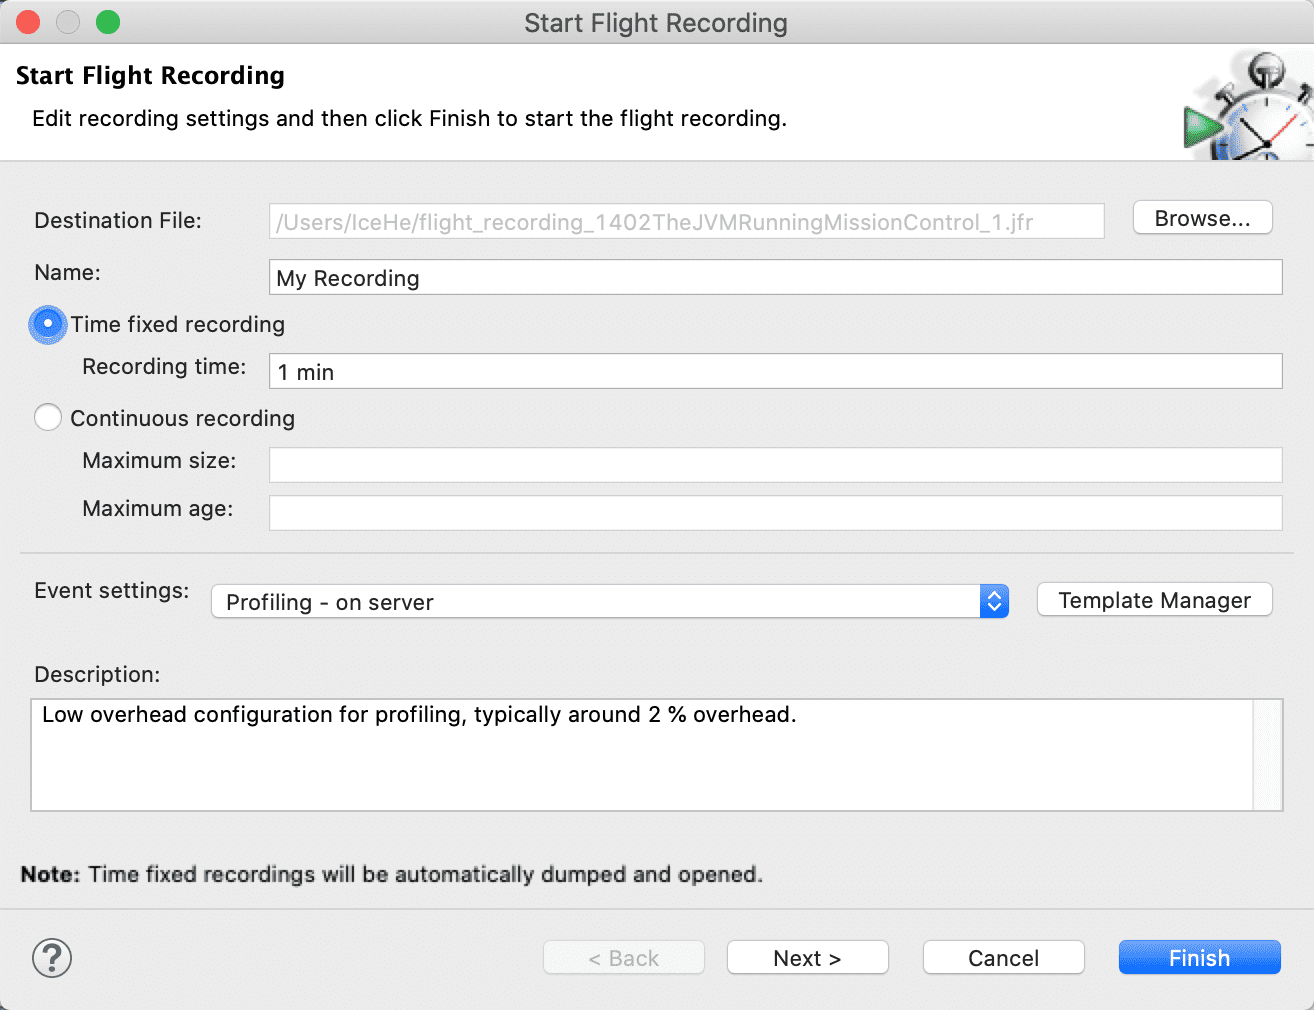 Start Flight Recording
Start Flight Recording
Edit recording settings and then click Finish to start the flight recording.
Destination File: /Users/IceHe/flight_recording_1402TheJVMRunningMissionControl_1.jfr Browse...
Name: My Recording
Time fixed recording
Recording time: 1 min
Continuous recording
Maximum size:
Maximum age:
Event settings: Profiling - on server Template Manager
Description:
Low overhead configuration for profiling, typically around 2 % overhead.
Note: Time fixed recordings will be automatically dumped and opened.
? < Back Next > Cancel Finish